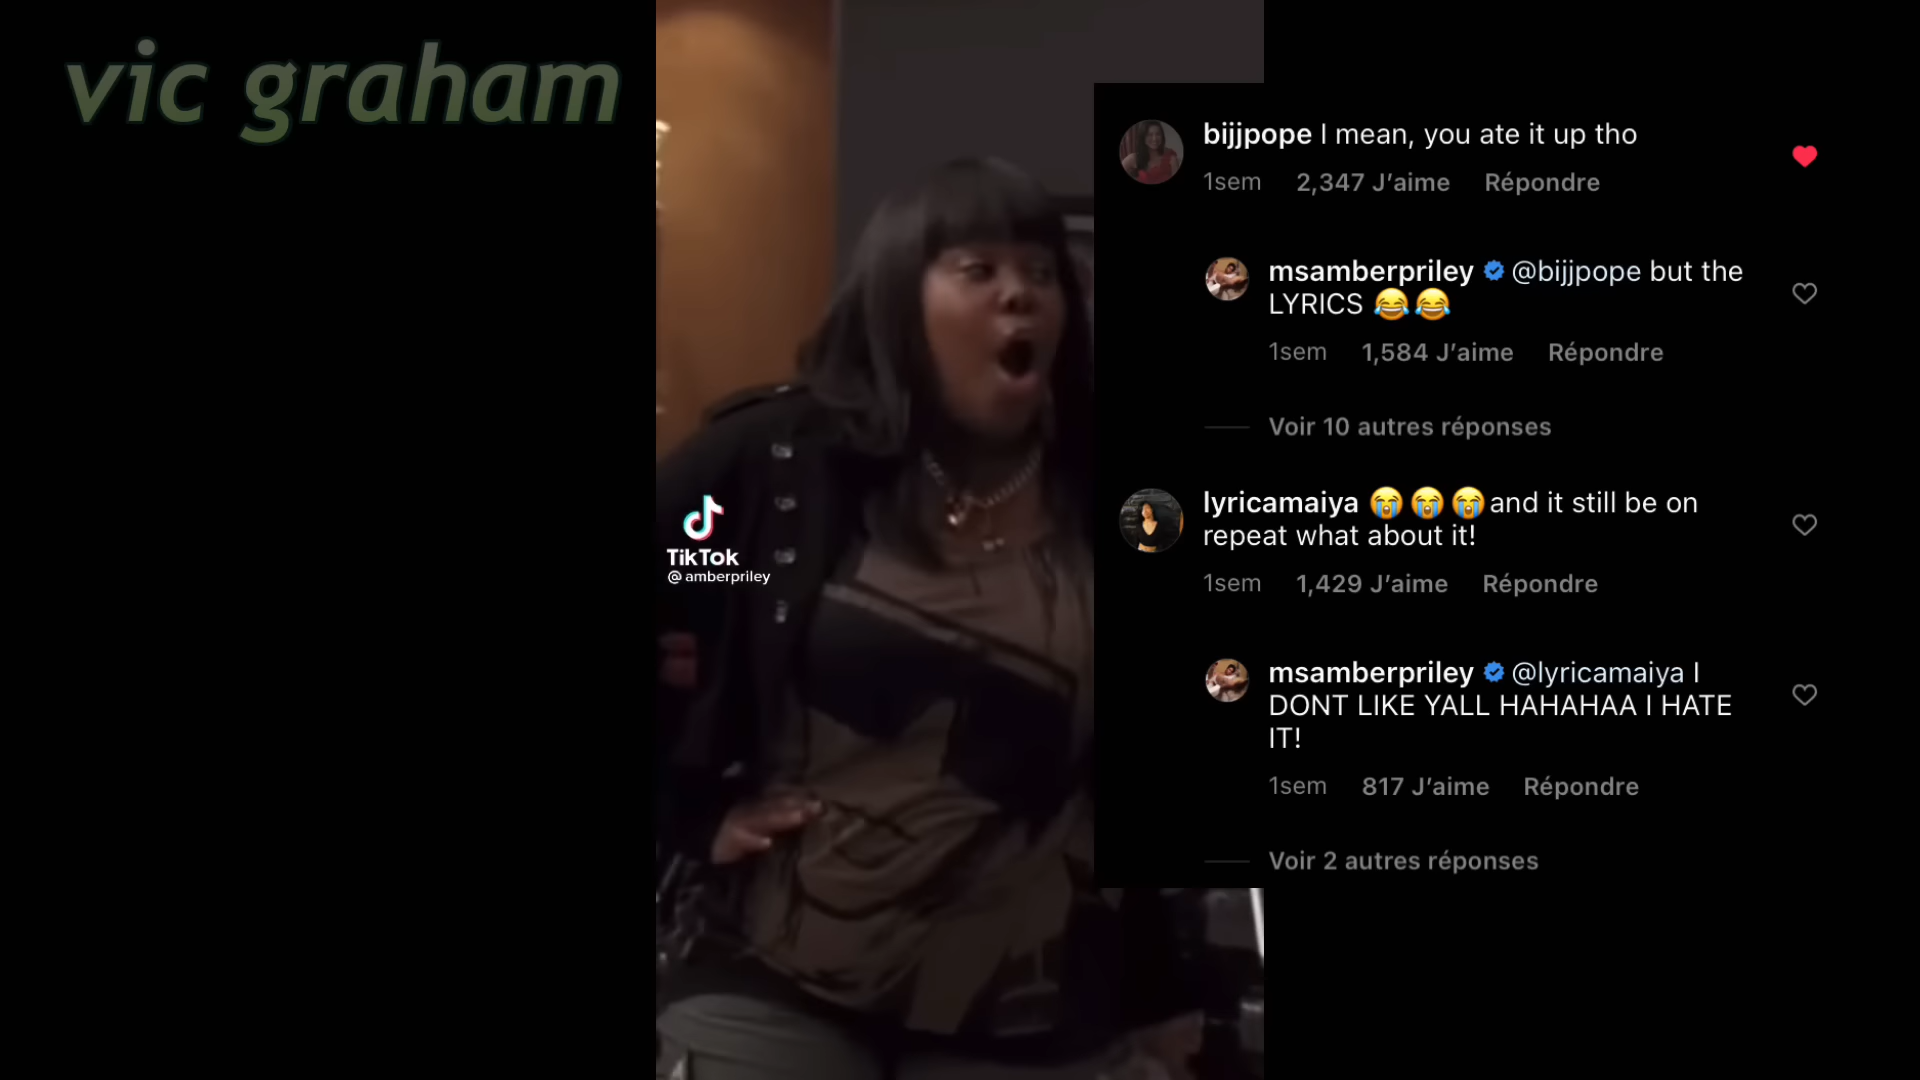 vic graham
bijjpope I mean, you ate it up tho
1sem 2,347 J’aime Répondre
msamberpriley @bijjpope but the
LYRICS 😂😂
1sem 1,584 J’aime Répondre
Voir 10 autres réponses
lyricamaiya 😭😭😭and it still be on
repeat what about it!
1sem 1,429 J’aime Répondre
msamberpriley @lyricamaiya I
DONT LIKE YALL HAHAHAA I HATE
IT!
1sem 817 J’aime Répondre
Voir 2 autres réponses
TikTok
@amberpriley